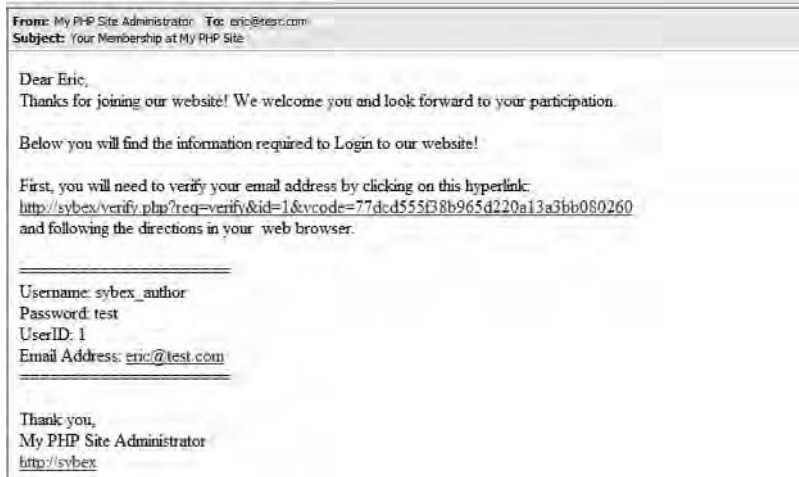 From: My PHP Site Administrator To: eric@test.com
Subject: Your Membership at My PHP Site
Dear Eric,
Thanks for joining our website! We welcome you and look forward to your participation.
Below you will find the information required to Login to our website!
First, you will need to verify your email address by clicking on this hyperlink:
http://sybex/verify.php?req=verify&id=1&vcode=77dcd555f38b965d220a13a3bb080260
and following the directions in your web browser.
=====================
Username: sybex_author
Password: test
UserID: 1
Email Address: eric@test.com
=====================
Thank you,
My PHP Site Administrator
http://sybex